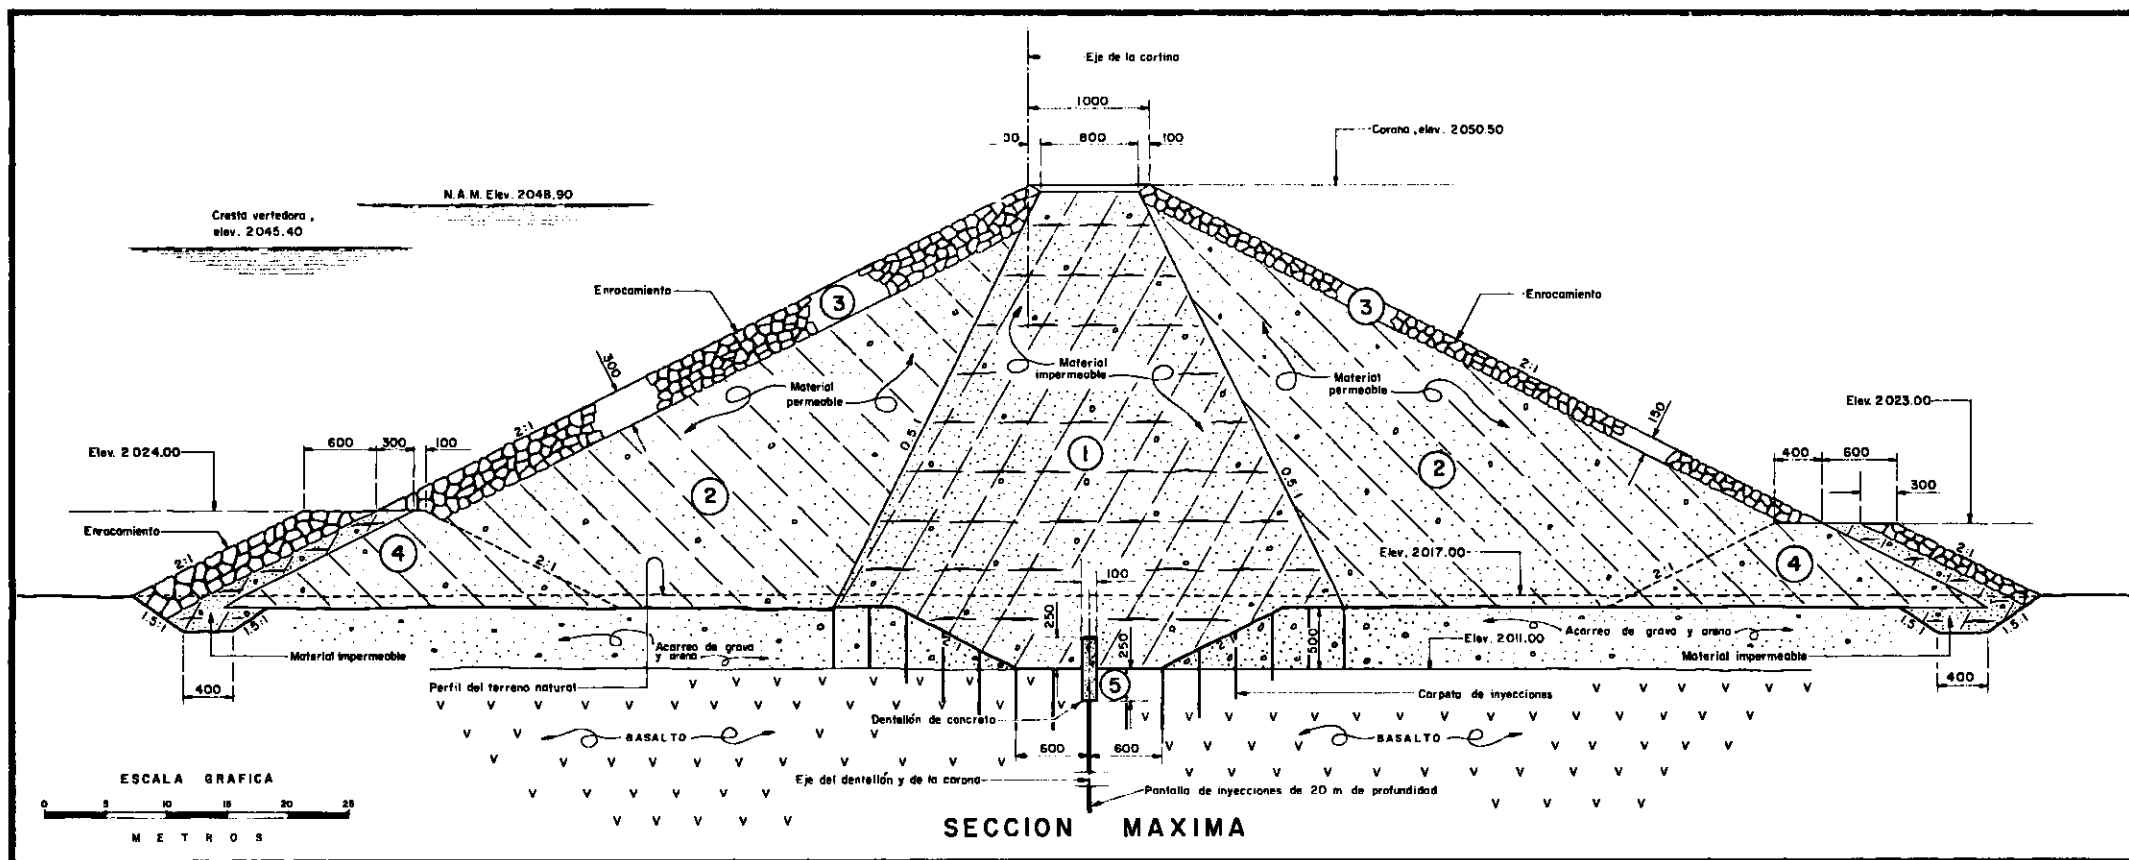 Eje de la cortina
1000
00
800
100
Corona, elev. 2050.50
N.A.M. Elev. 2048.90
Cresta vertedora,
elev. 2045.40
Enrocamiento
3
3
Enrocamiento
300
2:1
Material
permeable
Material
impermeable
Material
permeable
2:1
150
0.5:1
0.5:1
1
2
2
Elev. 2024.00
600
300
100
2:1
Enrocamiento
4
2:1
Elev. 2023.00
400
600
300
Elev. 2017.00
2:1
4
2:1
100
250
250
500
1.5:1
1.5:1
Material impermeable
400
Acarreo de grava
y arena
2:1
2:1
Elev. 2011.00
Acarreo de grava y arena
1.5:1
1.5:1
Material impermeable
400
Perfil del terreno natural
5
Carpeta de inyecciones
Dentellón de concreto
BASALTO
600
600
BASALTO
Eje del dentellón y de la corona
Pantalla de inyecciones de 20 m de profundidad
ESCALA GRAFICA
0 5 10 15 20 25
METROS
SECCION MAXIMA